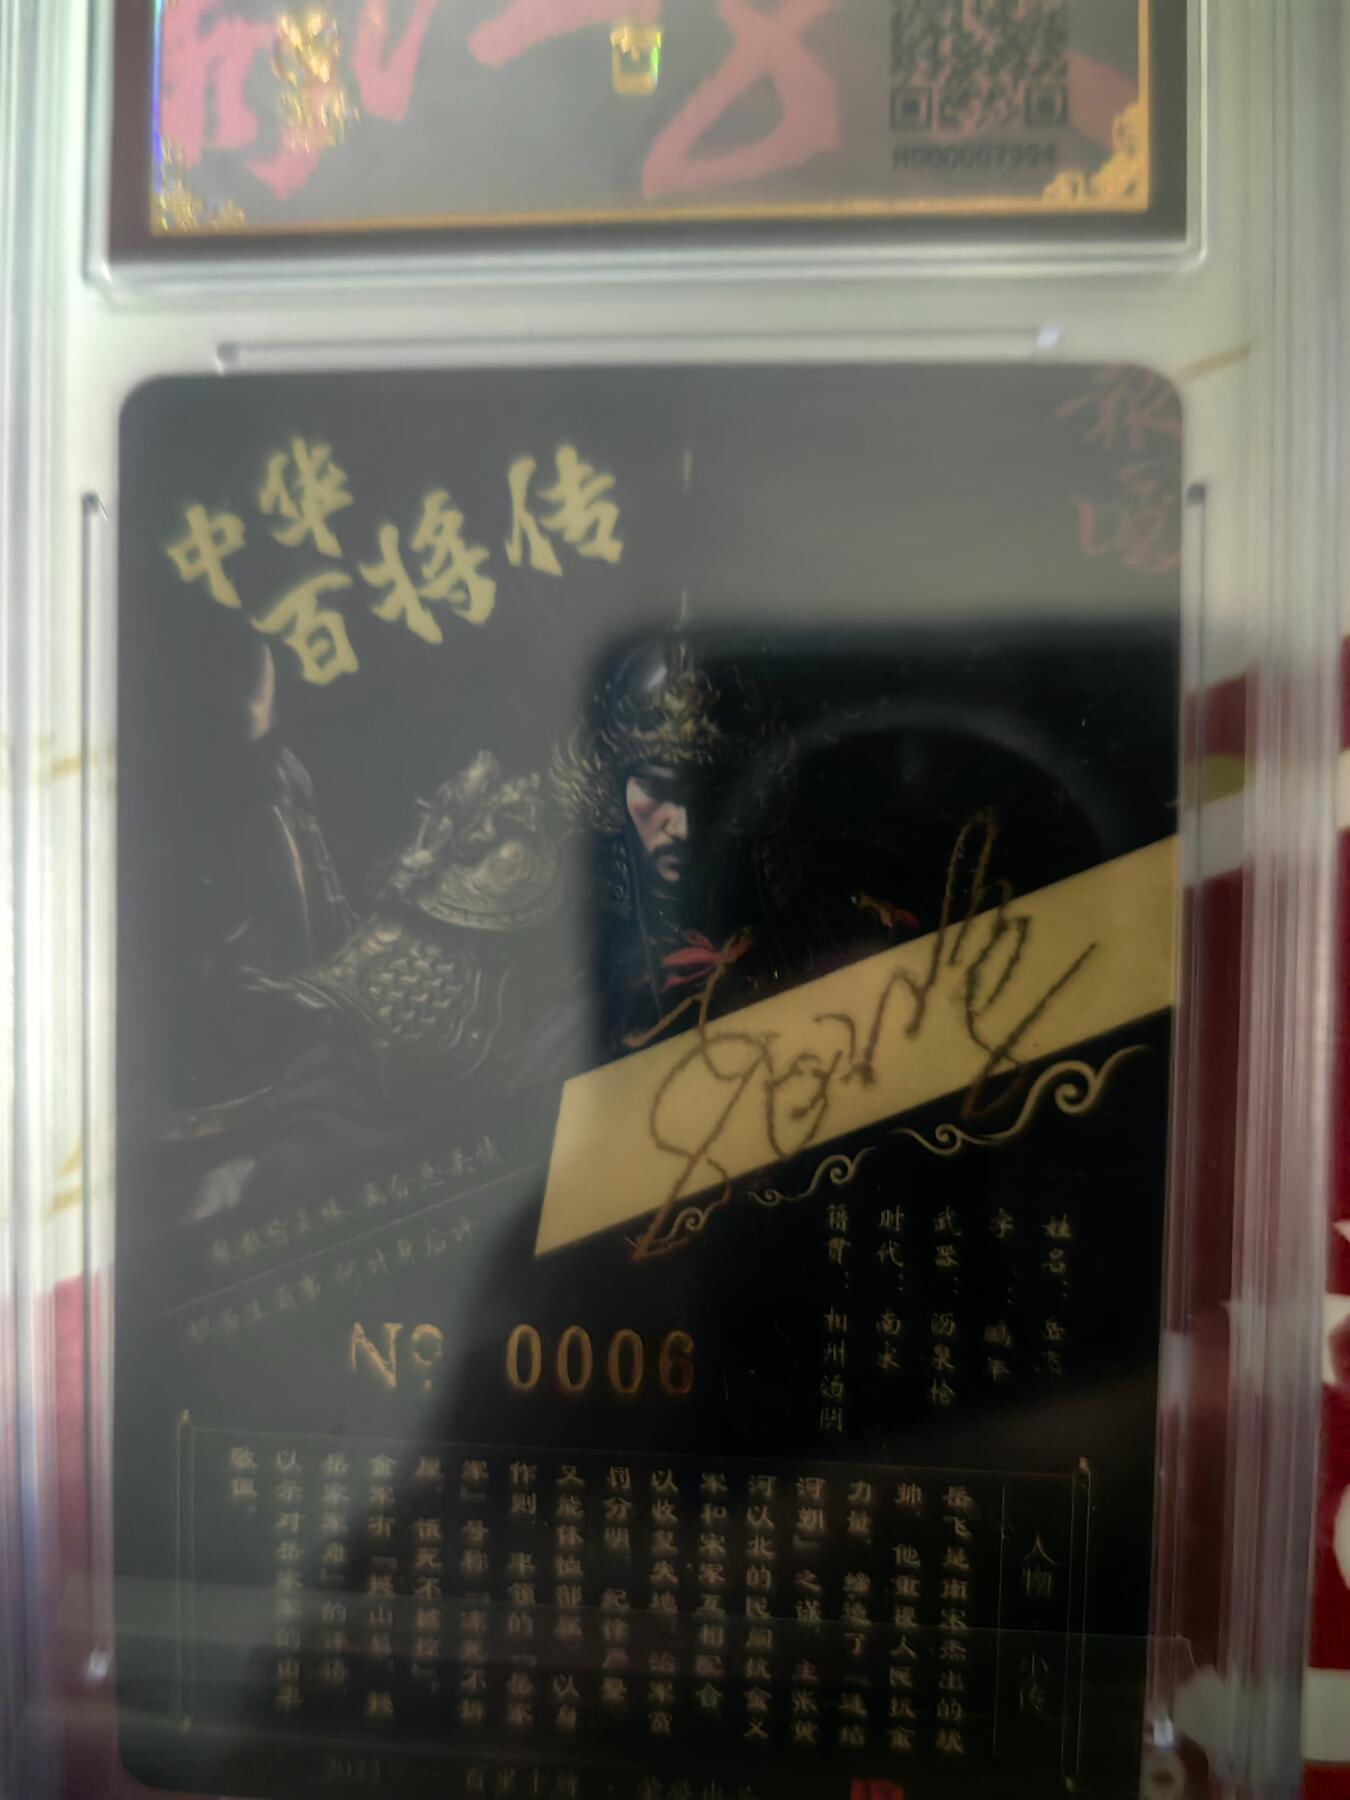 H000007994
中华
百将传
报国
姓名：岳飞
字：鹏举
武器：沥泉枪
时代：南宋
籍贯：相州汤阴
No 0006
人物小传
岳飞是南宋杰出的统
帅，他重视人民抗金
力量，缔造了“连结
河朔”之谋，主张黄
河以北的民间抗金义
军和宋军互相配合，
以收复失地。治军赏
罚分明，纪律严整，
又能体恤部属，以身
作则，率领的“岳家
军”号称“冻死不拆
屋，饿死不掳掠”。
金军有“撼山易，撼
岳家军难”的评语，
以示对岳家军的由衷
敬佩。
2023